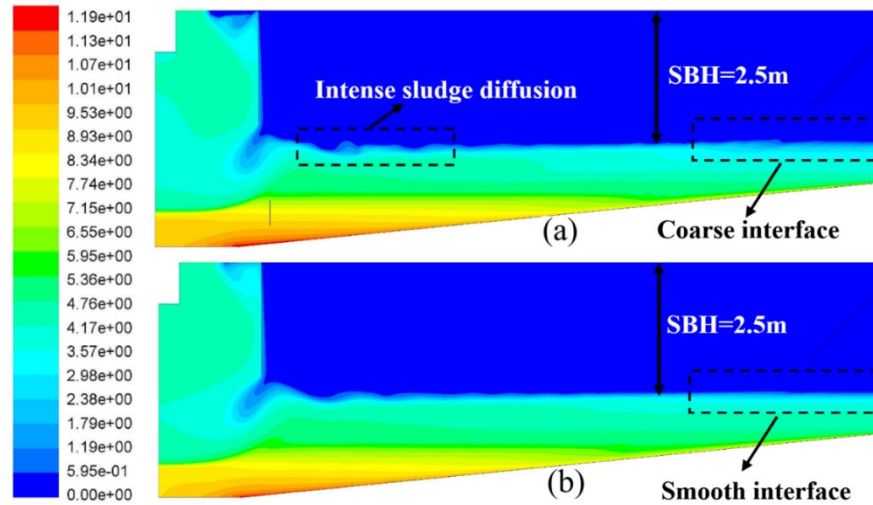 1.19e+01
1.13e+01
1.07e+01
1.01e+01
9.53e+00
8.93e+00
8.34e+00
7.74e+00
7.15e+00
6.55e+00
5.95e+00
5.36e+00
4.76e+00
4.17e+00
3.57e+00
2.98e+00
2.38e+00
1.79e+00
1.19e+00
5.95e-01
0.00e+00
SBH=2.5m
Intense sludge diffusion
(a)
Coarse interface
SBH=2.5m
(b)
Smooth interface